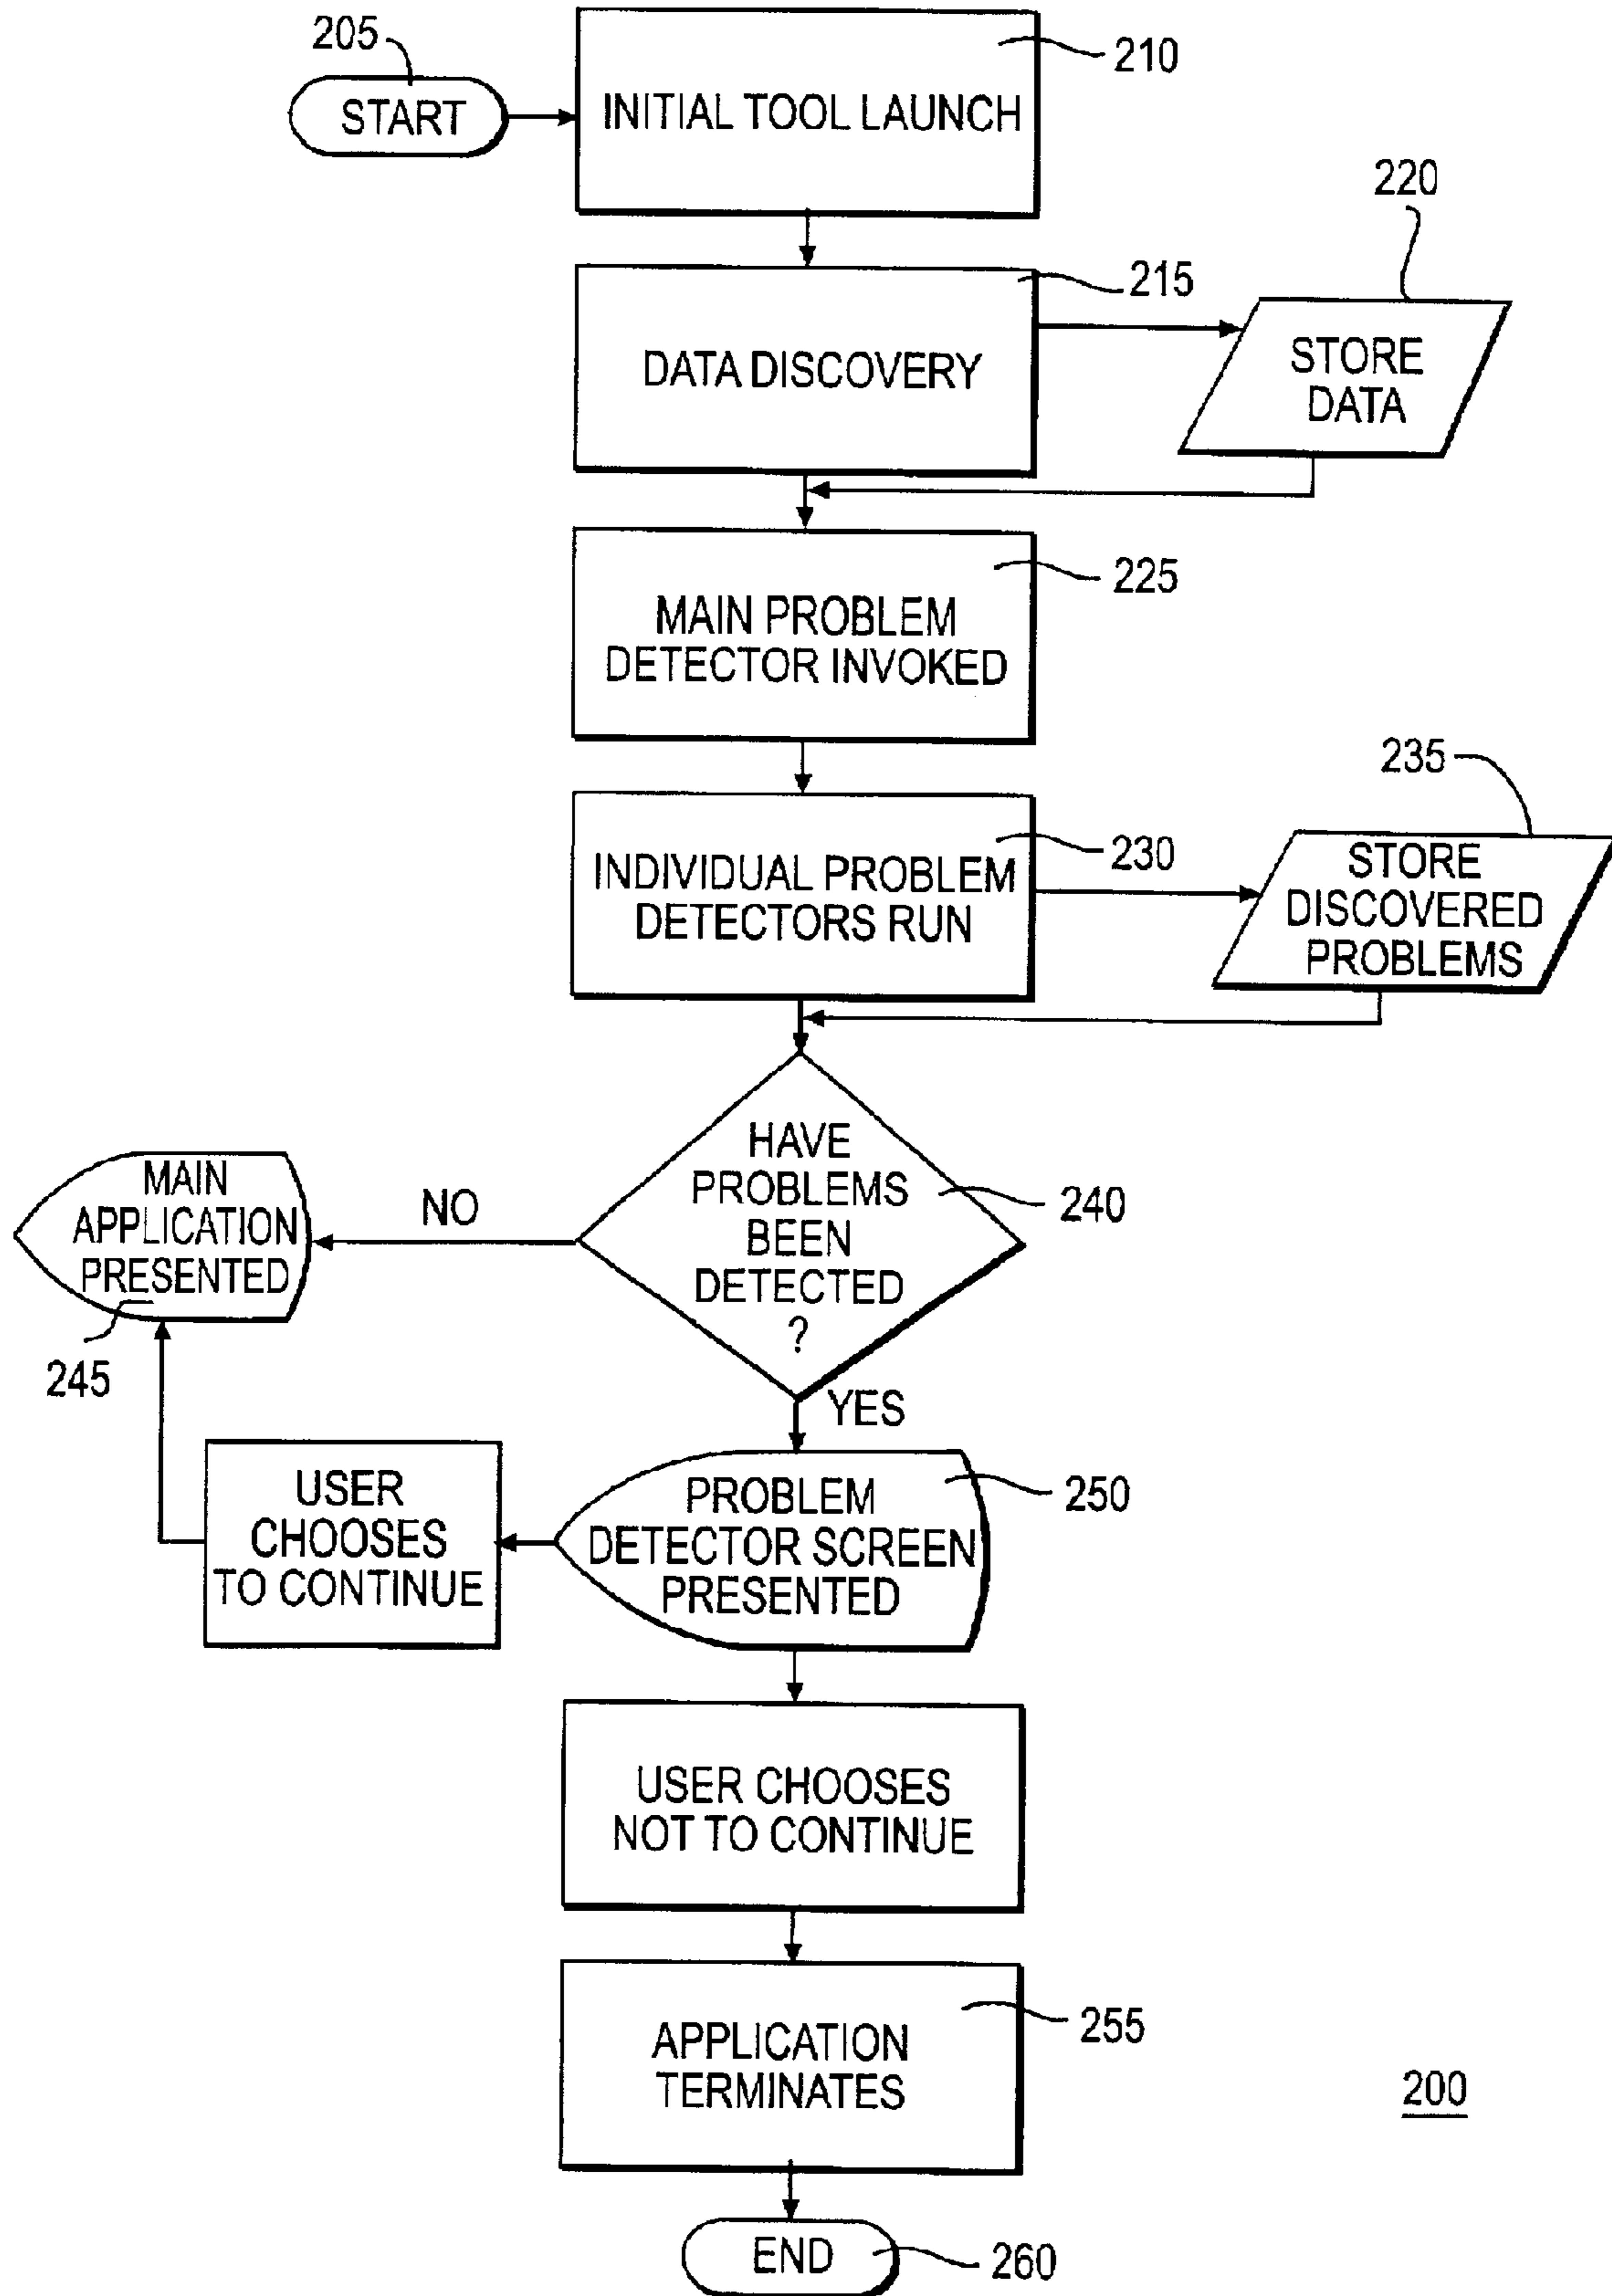 205
START
210
INITIAL TOOL LAUNCH
215
DATA DISCOVERY
220
STORE
DATA
225
MAIN PROBLEM
DETECTOR INVOKED
230
INDIVIDUAL PROBLEM
DETECTORS RUN
235
STORE
DISCOVERED
PROBLEMS
HAVE
PROBLEMS
BEEN
DETECTED
?
240
NO
MAIN
APPLICATION
PRESENTED
245
YES
PROBLEM
DETECTOR SCREEN
PRESENTED
250
USER
CHOOSES
TO CONTINUE
USER CHOOSES
NOT TO CONTINUE
APPLICATION
TERMINATES
255
200
END
260